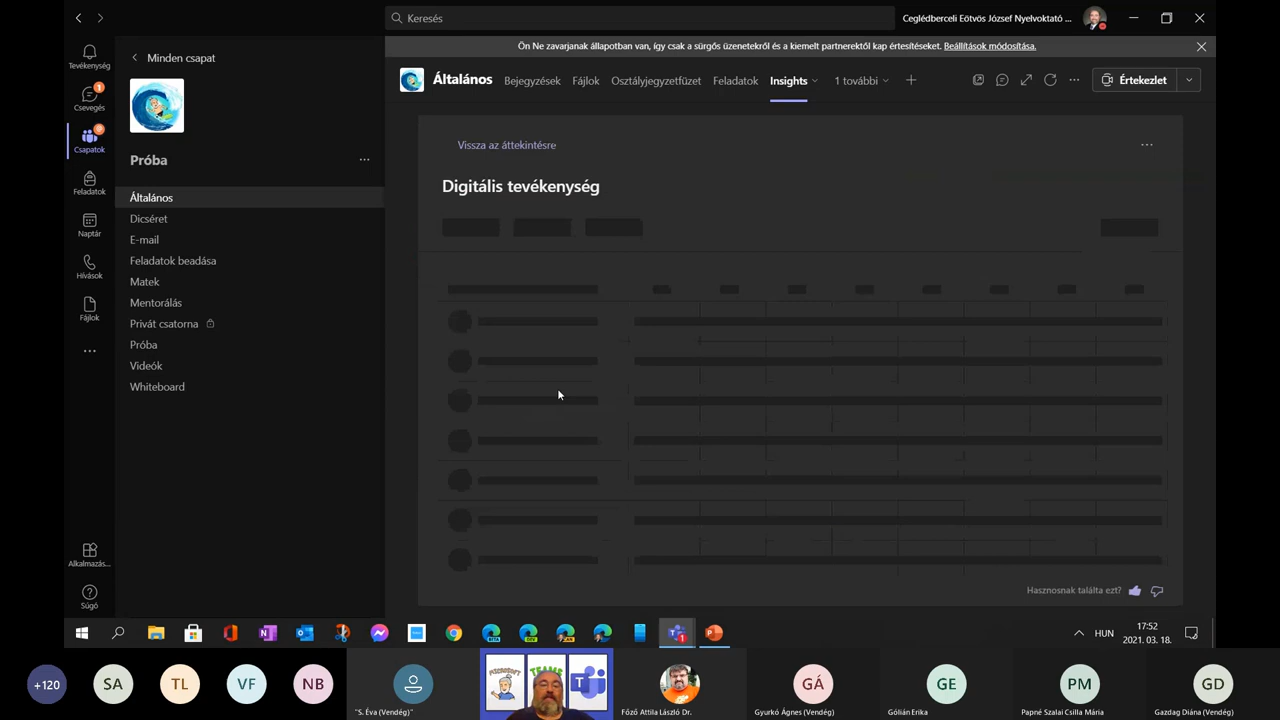 Keresés
Ceglédberceli Eötvös József Nyelvoktató ...
Ön Ne zavarjanak állapotban van, így csak a sürgős üzenetekről és a kiemelt partnerektől kap értesítéseket. Beállítások módosítása.
Tevékenység
Csevegés
1
Csapatok
Feladatok
Naptár
Hívások
Fájlok
Alkalmazás...
Súgó
Minden csapat
Próba
Általános
Dicséret
E-mail
Feladatok beadása
Matek
Mentorálás
Privát csatorna
Próba
Videók
Whiteboard
Általános
Bejegyzések
Fájlok
Osztályjegyzetfüzet
Feladatok
Insights
1 további
Értekezlet
Vissza az áttekintésre
Digitális tevékenység
Hasznosnak találta ezt?
HUN
17:52
2021. 03. 18.
+120
SA
TL
VF
NB
"S. Éva (Vendég)
MICROSOFT
TEAMS
Főző Attila László Dr.
GÁ
Gyurkó Ágnes (Vendég)
GE
Gólián Erika
PM
Papné Szalai Csilla Mária
GD
Gazdag Diána (Vendég)